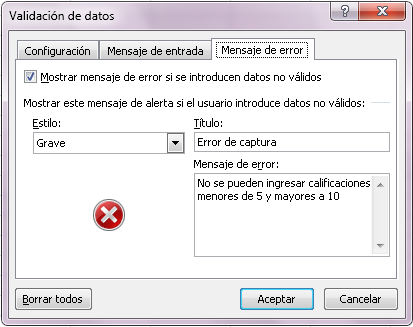 Validación de datos
Configuración
Mensaje de entrada
Mensaje de error
Mostrar mensaje de error si se introducen datos no válidos
Mostrar este mensaje de alerta si el usuario introduce datos no válidos:
Estilo:
Grave
Título:
Error de captura
Mensaje de error:
No se pueden ingresar calificaciones
menores de 5 y mayores a 10
Borrar todos
Aceptar
Cancelar